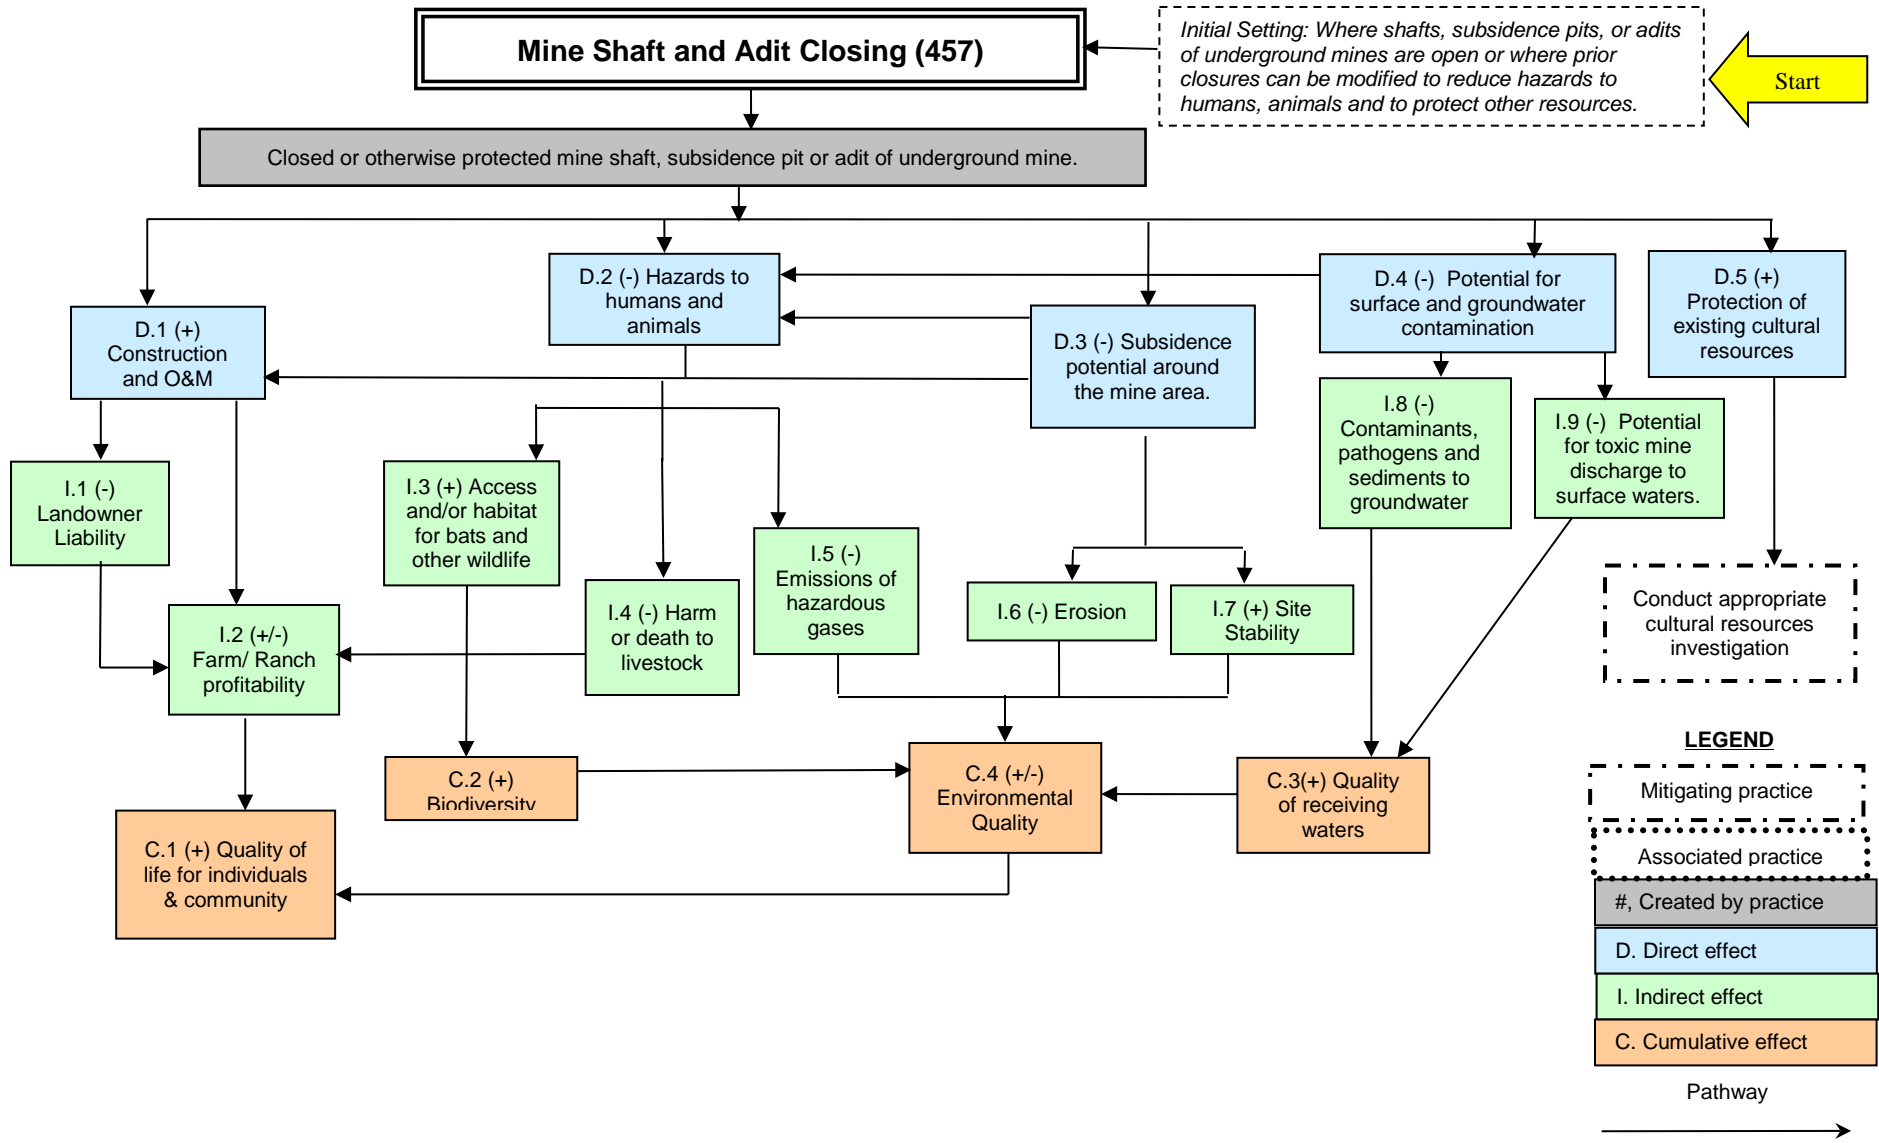 Mine Shaft and Adit Closing (457)
Initial Setting: Where shafts, subsidence pits, or adits
of underground mines are open or where prior
closures can be modified to reduce hazards to
humans, animals and to protect other resources.
Start
Closed or otherwise protected mine shaft, subsidence pit or adit of underground mine.
D.1 (+)
Construction
and O&M
D.2 (-) Hazards to
humans and
animals
D.3 (-) Subsidence
potential around
the mine area.
D.4 (-) Potential for
surface and groundwater
contamination
D.5 (+)
Protection of
existing cultural
resources
I.1 (-)
Landowner
Liability
I.2 (+/-)
Farm/ Ranch
profitability
I.3 (+) Access
and/or habitat
for bats and
other wildlife
I.4 (-) Harm
or death to
livestock
I.5 (-)
Emissions of
hazardous
gases
I.6 (-) Erosion
I.7 (+) Site
Stability
I.8 (-)
Contaminants,
pathogens and
sediments to
groundwater
I.9 (-) Potential
for toxic mine
discharge to
surface waters.
Conduct appropriate
cultural resources
investigation
C.1 (+) Quality of
life for individuals
& community
C.2 (+)
Biodiversity
C.4 (+/-)
Environmental
Quality
C.3(+) Quality
of receiving
waters
LEGEND
Mitigating practice
Associated practice
#, Created by practice
D. Direct effect
I. Indirect effect
C. Cumulative effect
Pathway